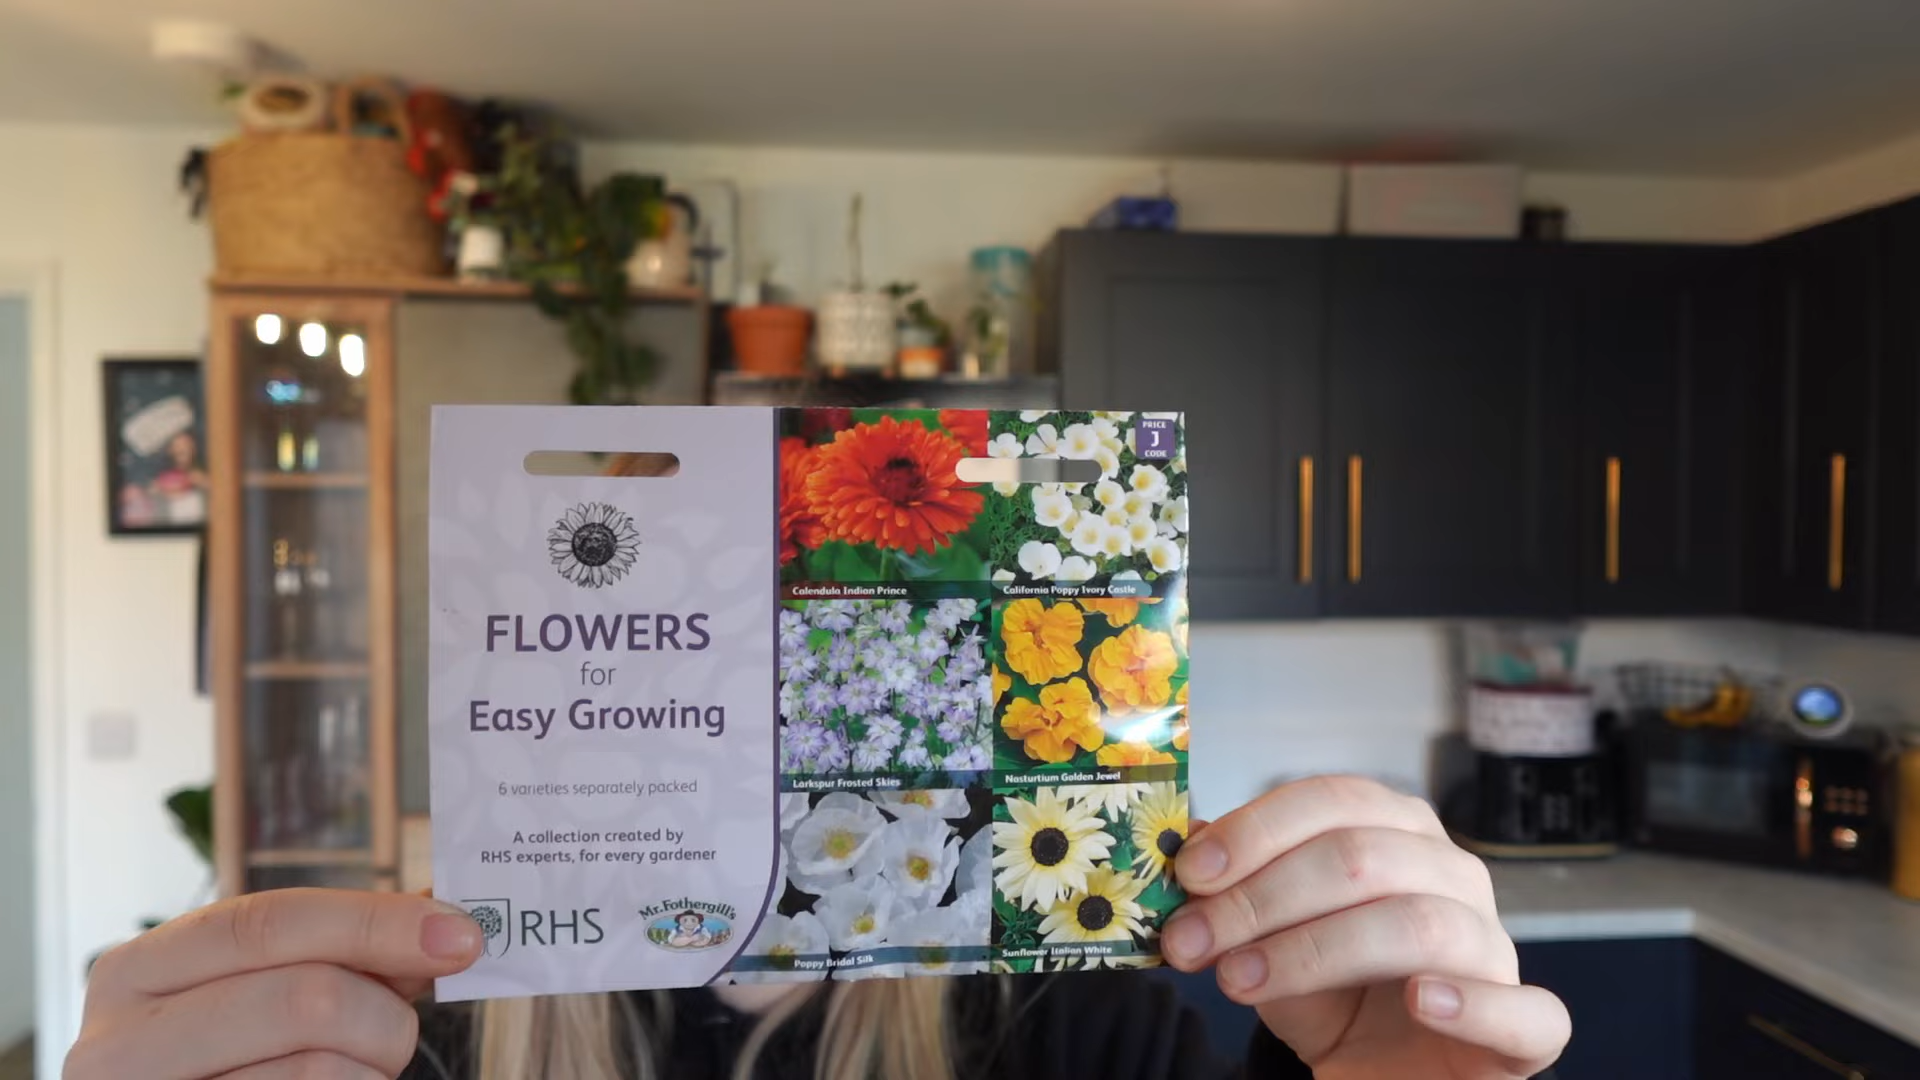 FLOWERS
for
Easy Growing
6 varieties separately packed
A collection created by
RHS experts, for every gardener
RHS
Mr. Fothergill's
PRICE
J
CODE
Calendula Indian Prince
California Poppy Ivory Castle
Larkspur Frosted Skies
Nasturtium Golden Jewel
Poppy Bridal Silk
Sunflower Italian White